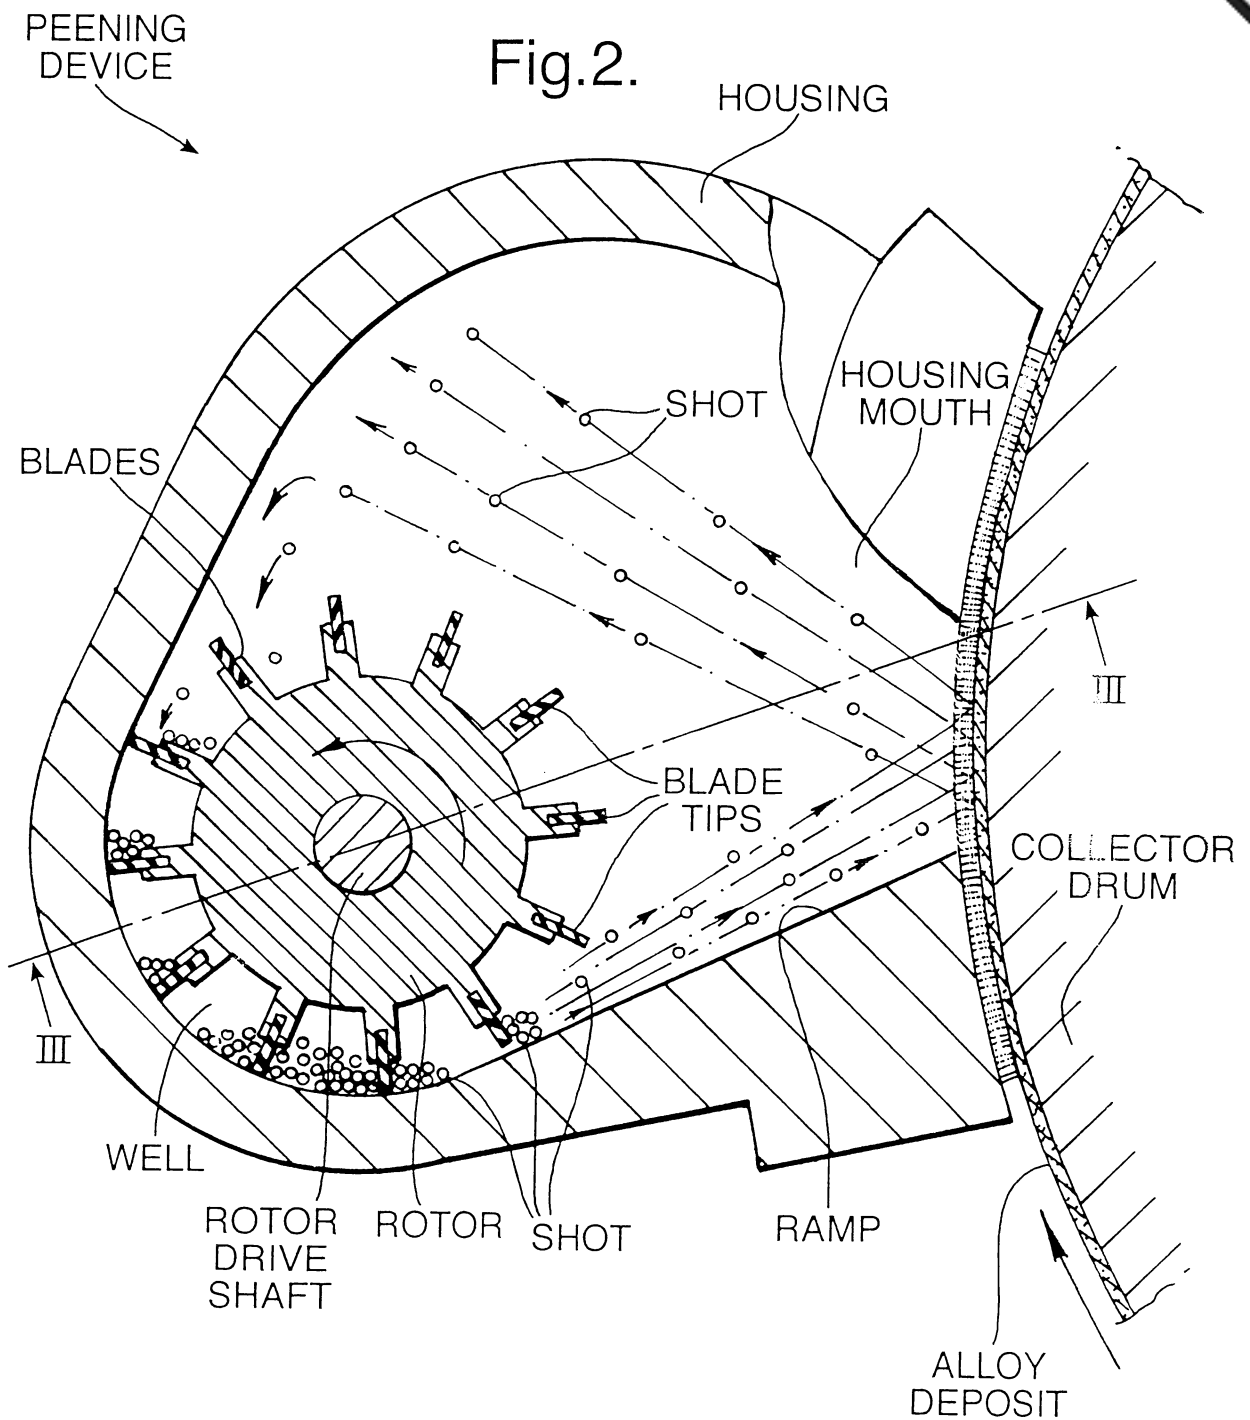 PEENING
DEVICE
Fig.2.
HOUSING
HOUSING
MOUTH
SHOT
BLADES
III
BLADE
TIPS
COLLECTOR
DRUM
III
WELL
ROTOR
DRIVE
SHAFT
ROTOR
SHOT
RAMP
ALLOY
DEPOSIT